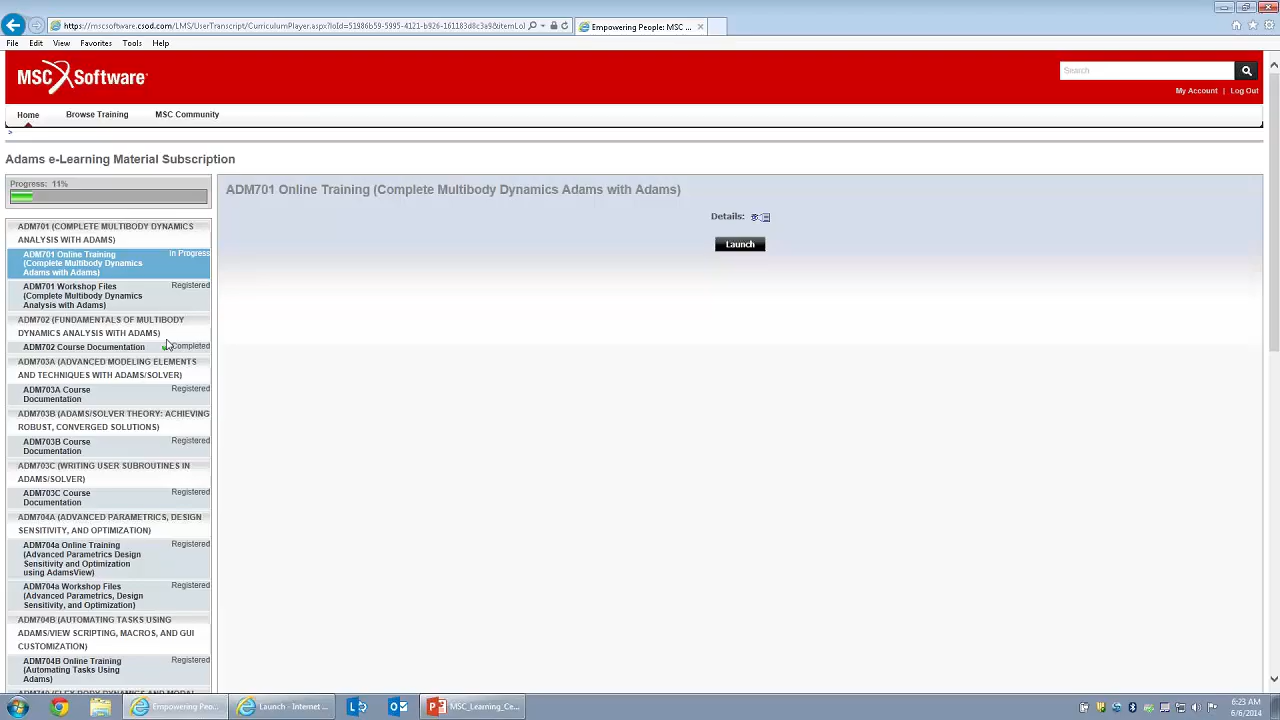 https://mscsoftware.csod.com/LMS/UserTranscript/CurriculumPlayer.aspx?loId=51986b59-5995-4121-b926-161183d8c3a9&itemLol
Empowering People: MSC ...
File Edit View Favorites Tools Help
MSC Software
Search
My Account | Log Out
Home Browse Training MSC Community
>
Adams e-Learning Material Subscription
Progress: 11%
ADM701 (COMPLETE MULTIBODY DYNAMICS
ANALYSIS WITH ADAMS)
ADM701 Online Training In Progress
(Complete Multibody Dynamics
Adams with Adams)
ADM701 Workshop Files Registered
(Complete Multibody Dynamics
Analysis with Adams)
ADM702 (FUNDAMENTALS OF MULTIBODY
DYNAMICS ANALYSIS WITH ADAMS)
ADM702 Course Documentation Completed
ADM703A (ADVANCED MODELING ELEMENTS
AND TECHNIQUES WITH ADAMS/SOLVER)
ADM703A Course Registered
Documentation
ADM703B (ADAMS/SOLVER THEORY: ACHIEVING
ROBUST, CONVERGED SOLUTIONS)
ADM703B Course Registered
Documentation
ADM703C (WRITING USER SUBROUTINES IN
ADAMS/SOLVER)
ADM703C Course Registered
Documentation
ADM704A (ADVANCED PARAMETRICS, DESIGN
SENSITIVITY, AND OPTIMIZATION)
ADM704a Online Training Registered
(Advanced Parametrics Design
Sensitivity and Optimization
using AdamsView)
ADM704a Workshop Files Registered
(Advanced Parametrics, Design
Sensitivity, and Optimization)
ADM704B (AUTOMATING TASKS USING
ADAMS/VIEW SCRIPTING, MACROS, AND GUI
CUSTOMIZATION)
ADM704B Online Training Registered
(Automating Tasks Using
Adams)
ADM701 Online Training (Complete Multibody Dynamics Adams with Adams)
Details:
Launch
Empowering Peo...
Launch - Internet ...
MSC_Learning_Ce...
6:23 AM
6/6/2014